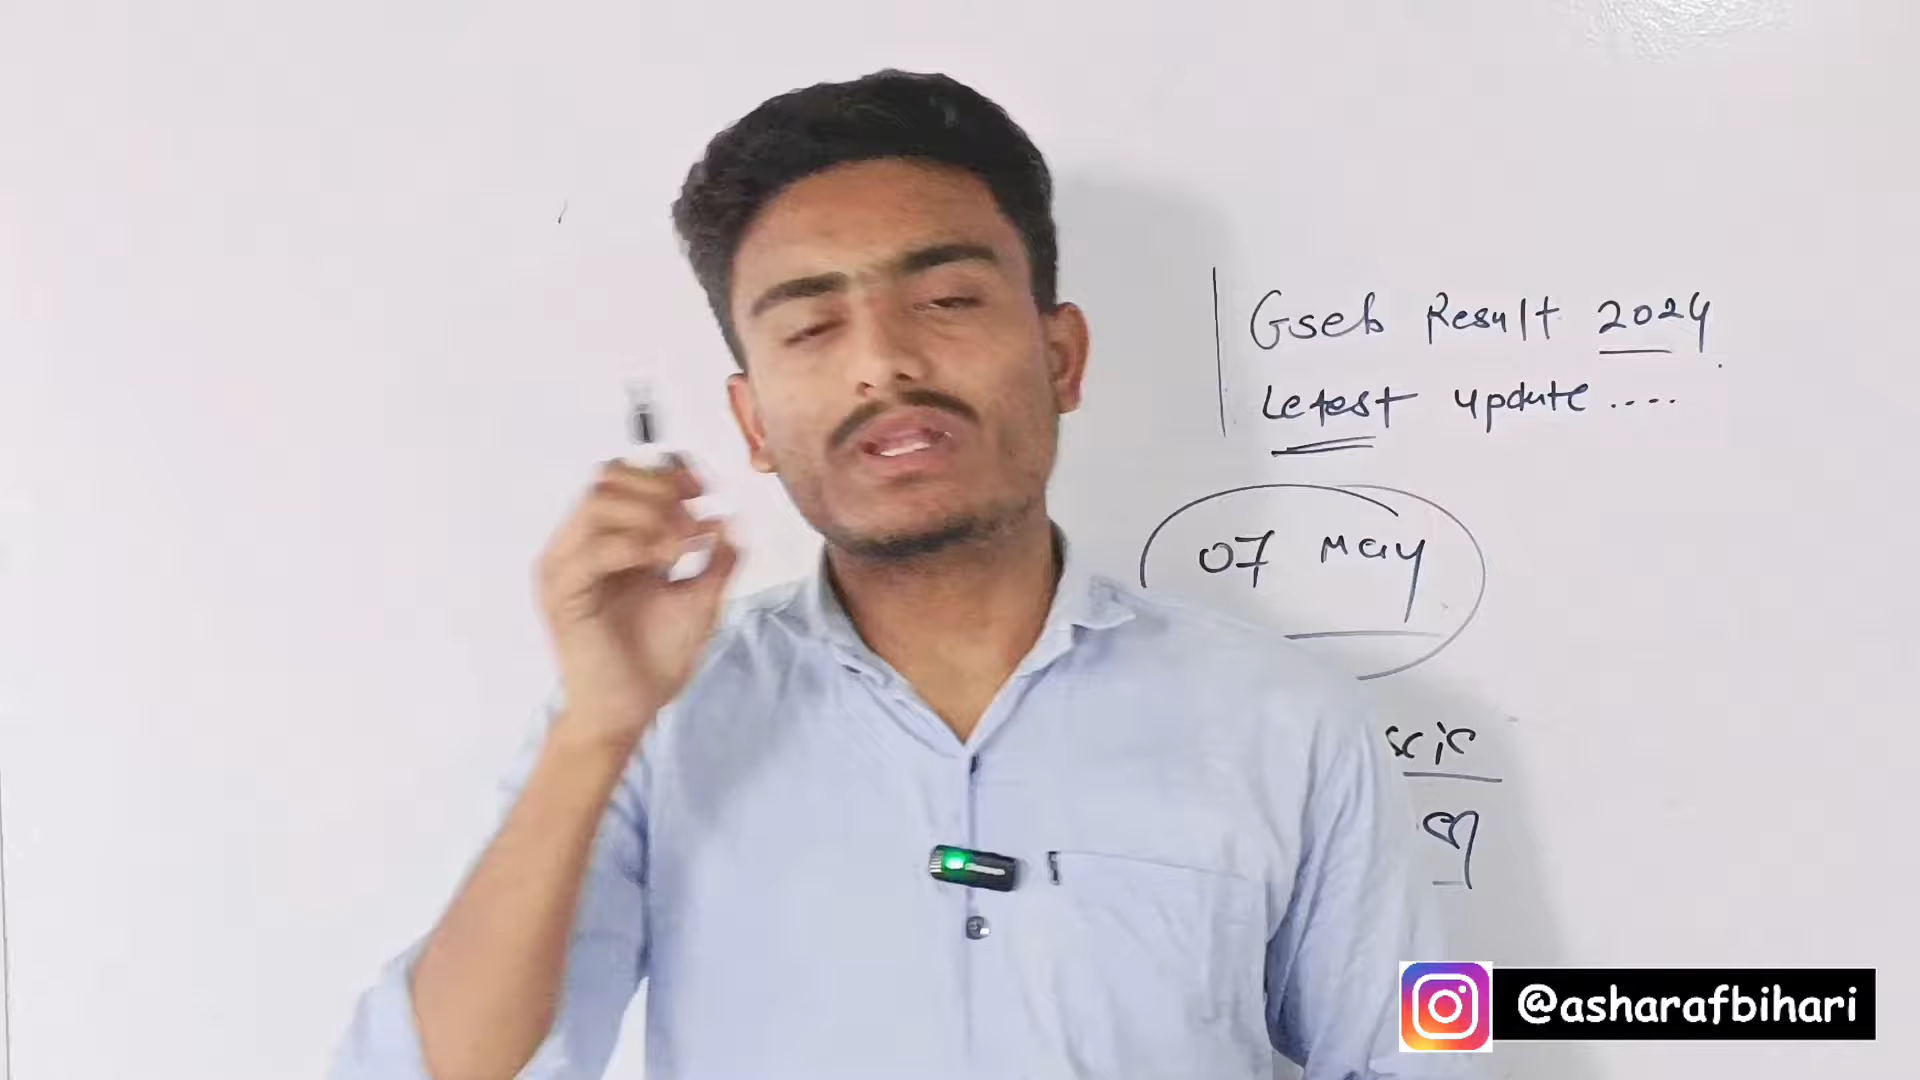 Gseb Result 2024
Letest update ....
07 May
@asharafbihari